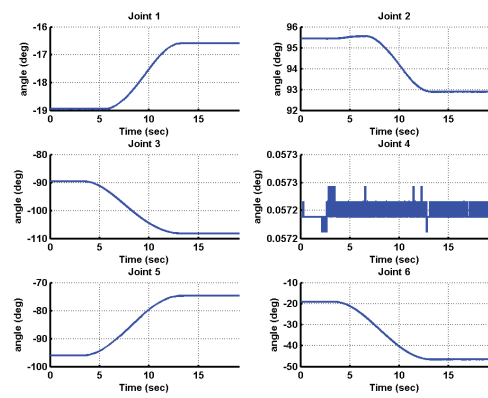 Joint 1
-16
-17
-18
-19
angle (deg)
0 5 10 15
Time (sec)
Joint 2
96
95
94
93
92
angle (deg)
0 5 10 15
Time (sec)
Joint 3
-80
-90
-100
-110
angle (deg)
0 5 10 15
Time (sec)
Joint 4
0.0573
0.0573
0.0572
0.0572
angle (deg)
0 5 10 15
Time (sec)
Joint 5
-70
-80
-90
-100
angle (deg)
0 5 10 15
Time (sec)
Joint 6
-10
-20
-30
-40
-50
angle (deg)
0 5 10 15
Time (sec)